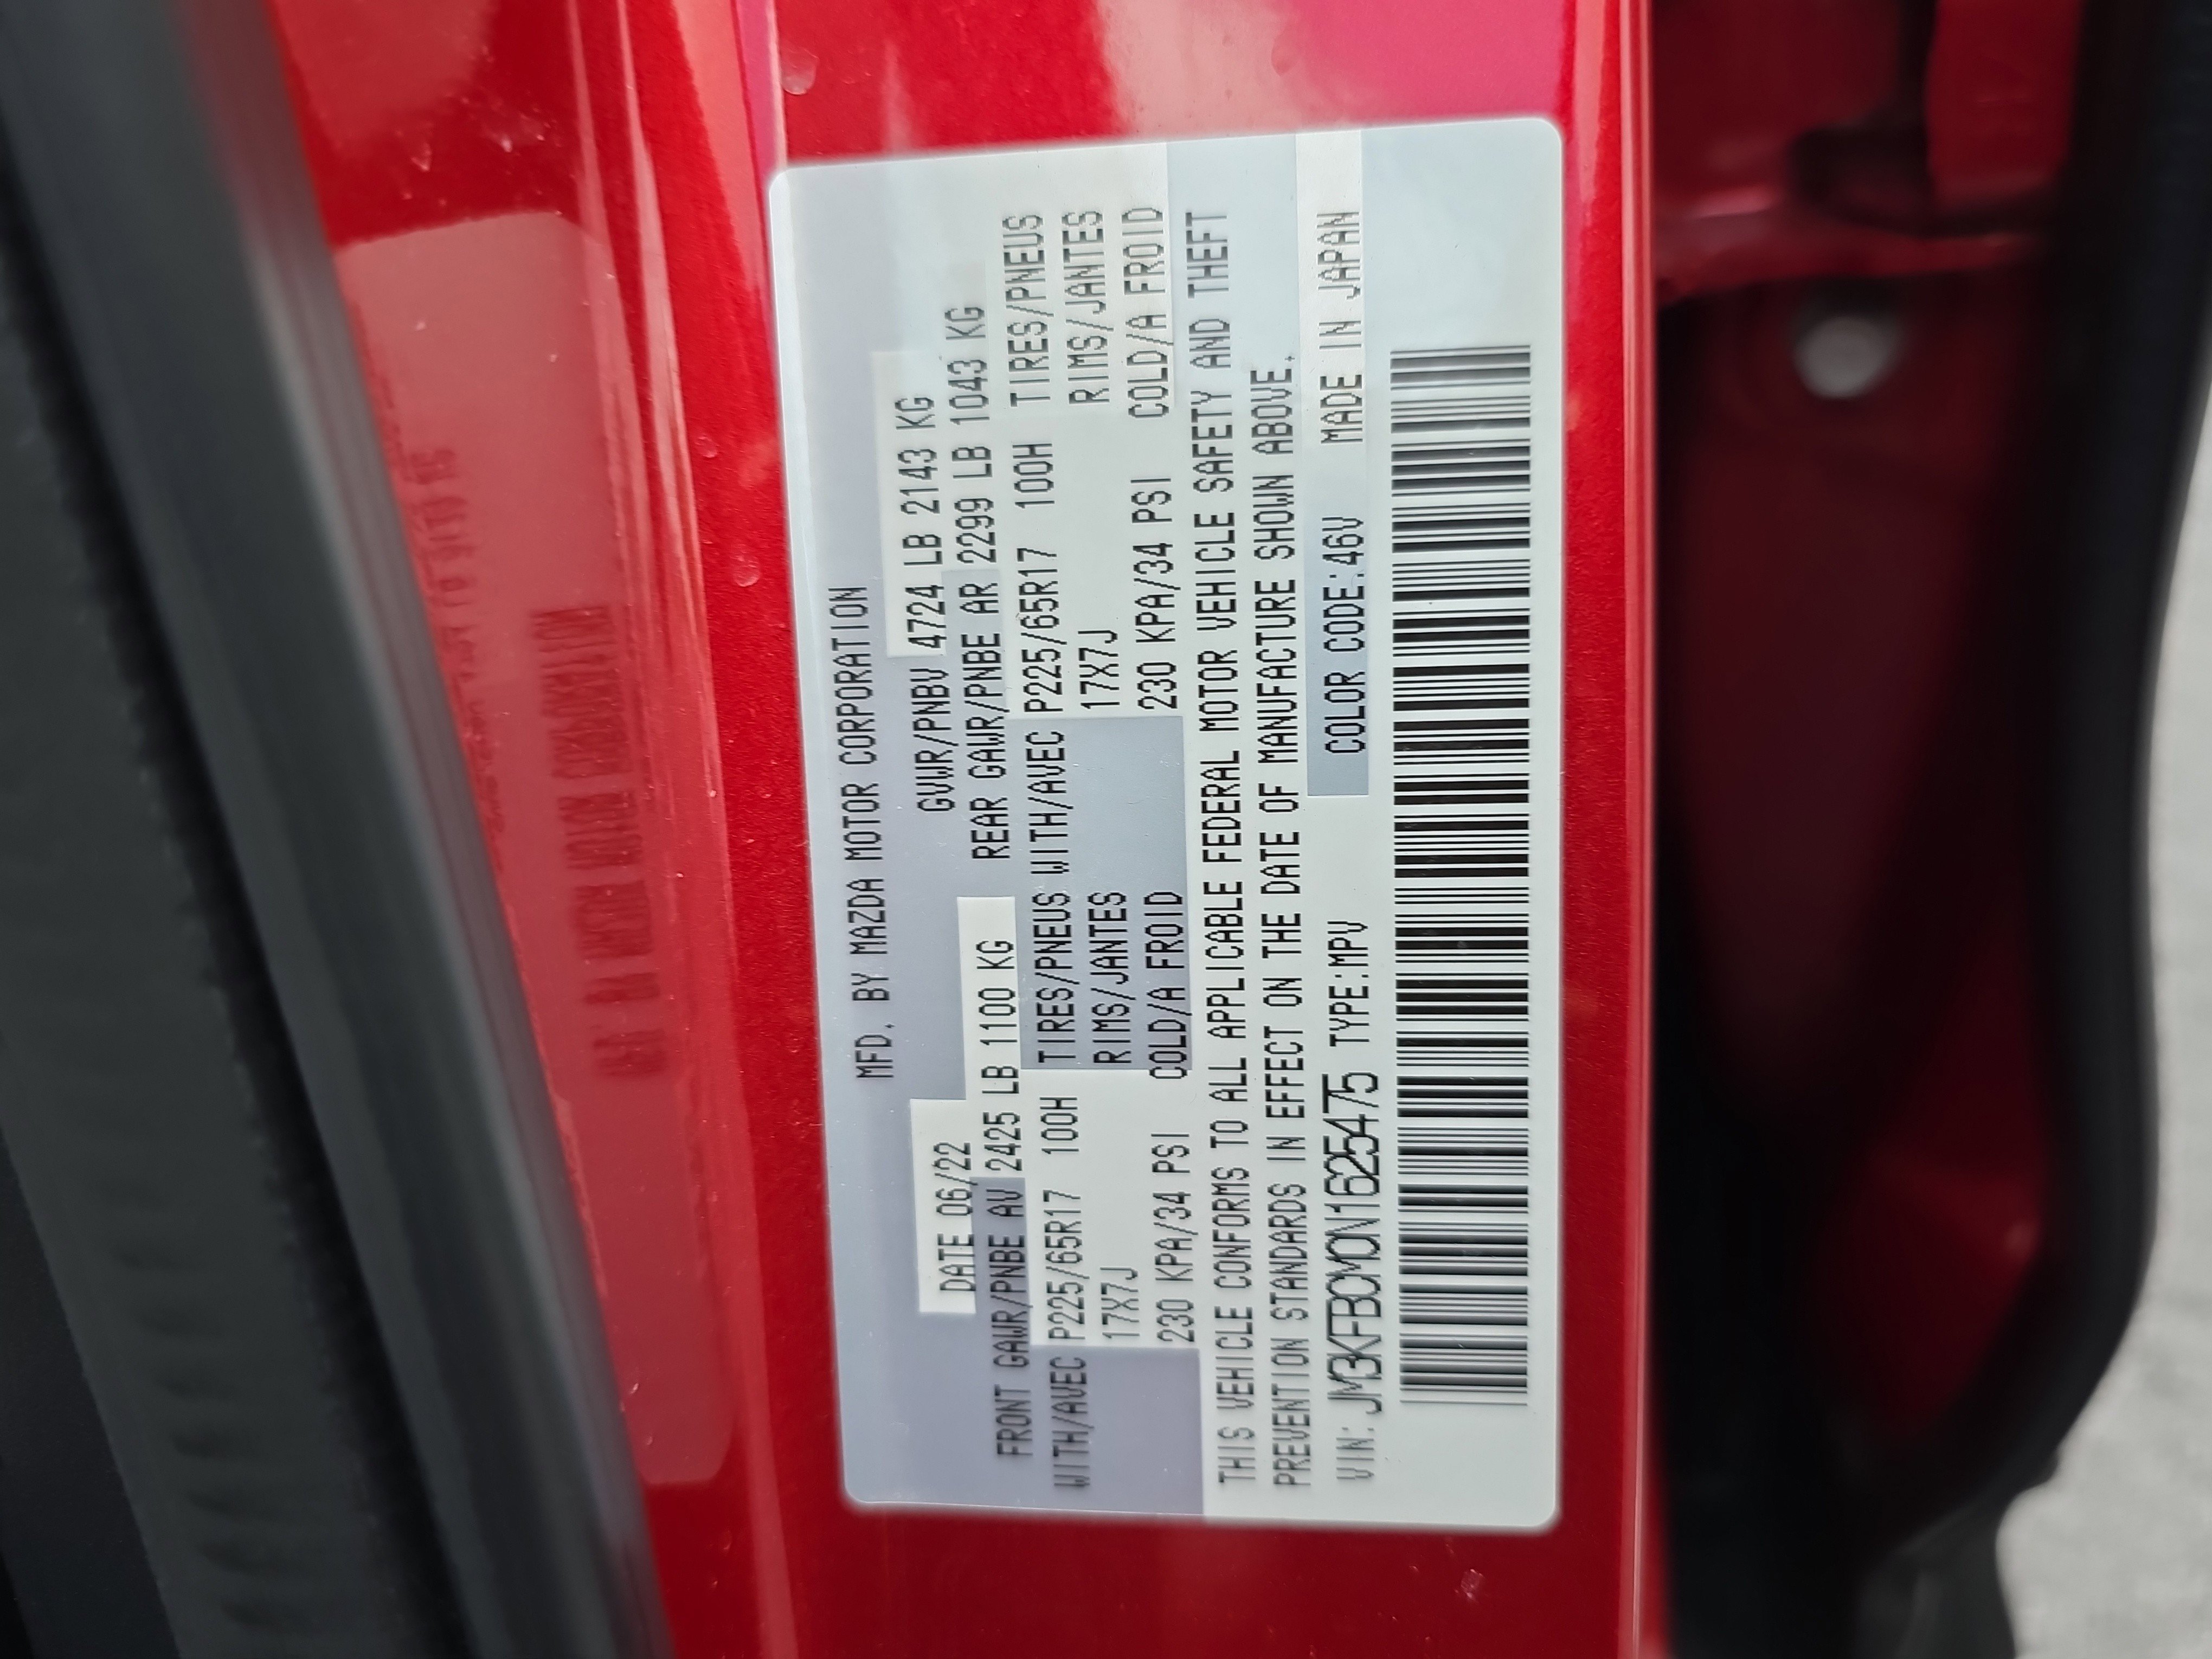 MFD. BY MAZDA MOTOR CORPORATION
DATE 06/22 GVWR/PNBV 4724 LB 2143 KG
FRONT GAWR/PNBE AV 2425 LB 1100 KG REAR GAWR/PNBE AR 2299 LB 1043 KG
WITH/AVEC P225/65R17 100H TIRES/PNEUS WITH/AVEC P225/65R17 100H TIRES/PNEUS
17X7J RIMS/JANTES 17X7J RIMS/JANTES
230 KPA/34 PSI COLD/A FROID 230 KPA/34 PSI COLD/A FROID
THIS VEHICLE CONFORMS TO ALL APPLICABLE FEDERAL MOTOR VEHICLE SAFETY AND THEFT
PREVENTION STANDARDS IN EFFECT ON THE DATE OF MANUFACTURE SHOWN ABOVE.
VIN: JM3KFBCM0N1625475 TYPE:MPV COLOR CODE:46V MADE IN JAPAN